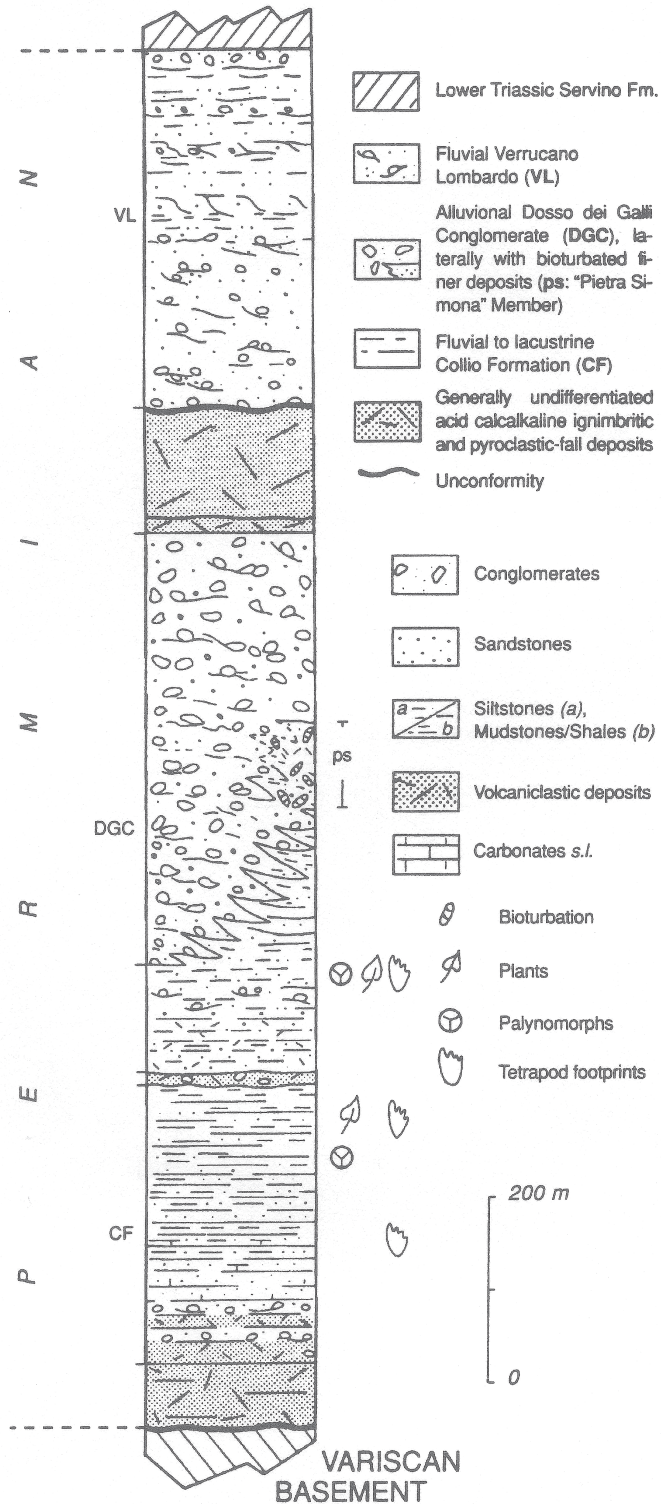 PERMIAN
VL
DGC
CF
ps
Lower Triassic Servino Fm.
Fluvial Verrucano
Lombardo (VL)
Alluvional Dosso dei Galli
Conglomerate (DGC), la-
terally with bioturbated fi-
ner deposits (ps: "Pietra Si-
mona" Member)
Fluvial to lacustrine
Collio Formation (CF)
Generally undifferentiated
acid calcalkaline ignimbritic
and pyroclastic-fall deposits
Unconformity
Conglomerates
Sandstones
a
b
Siltstones (a),
Mudstones/Shales (b)
Volcaniclastic deposits
Carbonates s.l.
Bioturbation
Plants
Palynomorphs
Tetrapod footprints
200 m
0
VARISCAN
BASEMENT